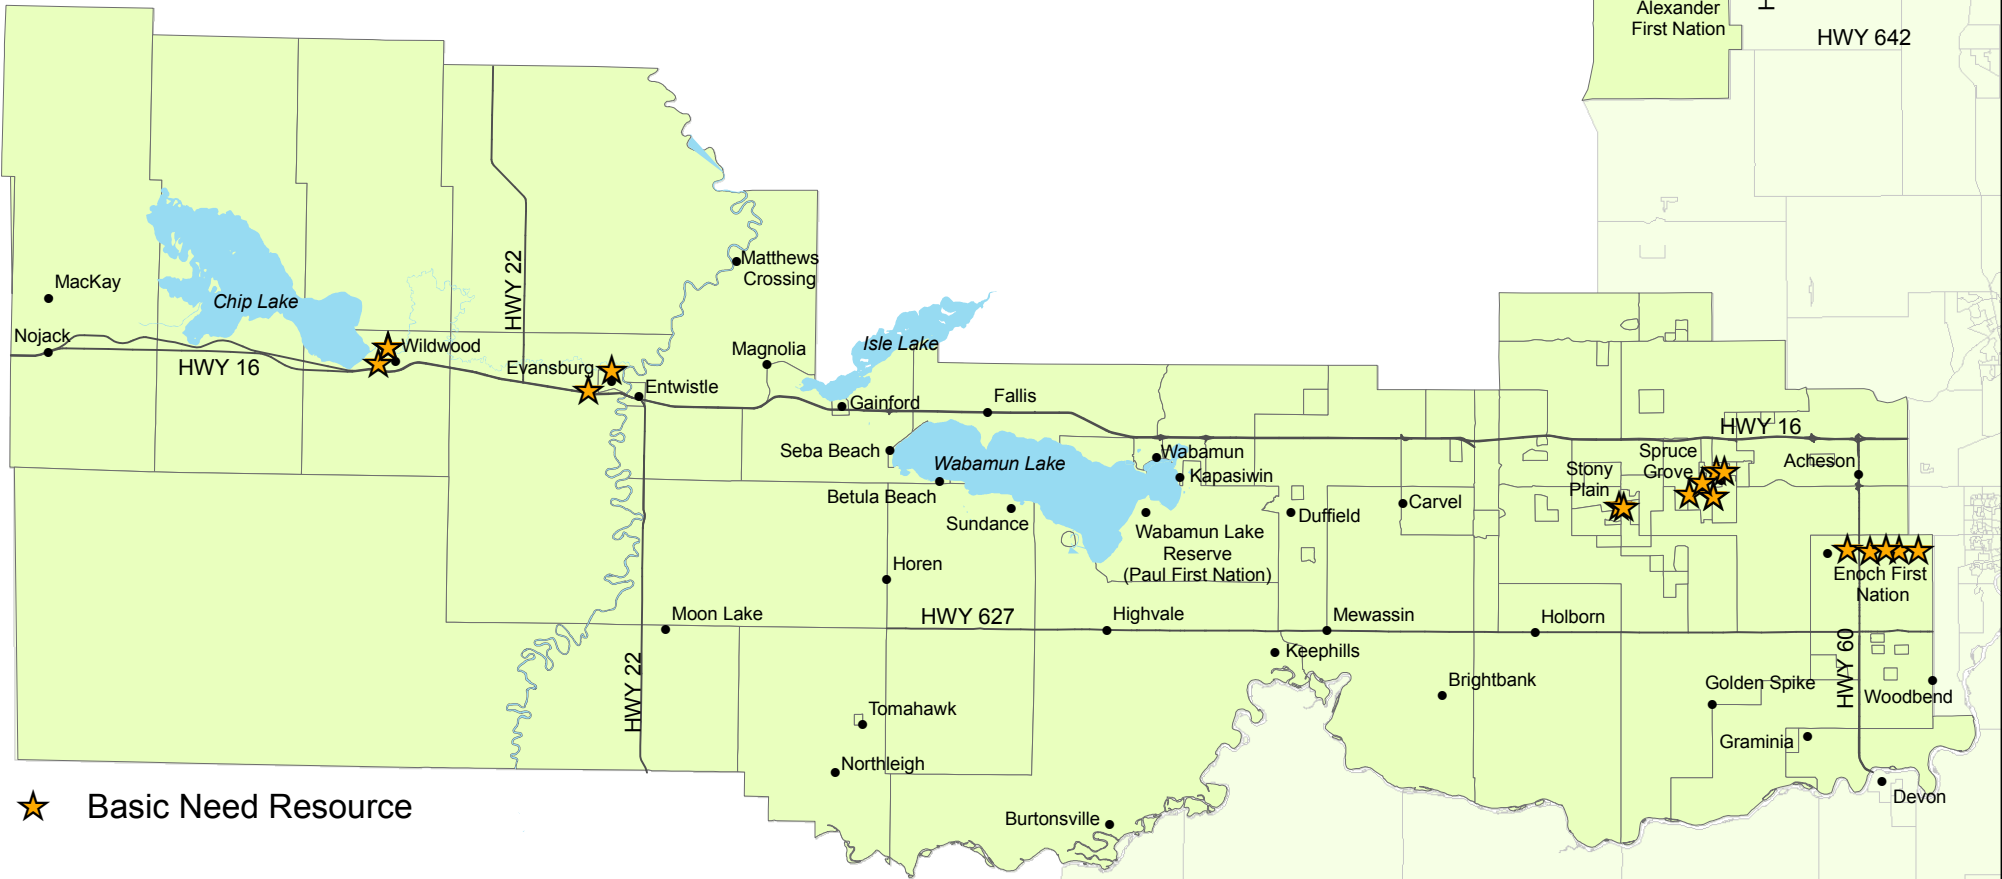 Alexander
First Nation
H
HWY 642
Matthews
Crossing
MacKay
Chip Lake
HWY 22
Nojack
Wildwood
HWY 16
Evansburg
Entwistle
Magnolia
Isle Lake
Gainford
Fallis
HWY 16
Seba Beach
Wabamun Lake
Wabamun
Kapasiwin
Betula Beach
Sundance
Wabamun Lake
Reserve
(Paul First Nation)
Duffield
Carvel
Stony
Plain
Spruce
Grove
Acheson
Enoch First
Nation
Horen
Moon Lake
HWY 627
Highvale
Mewassin
Holborn
Keephills
HWY 22
HWY 60
Brightbank
Golden Spike
Woodbend
Tomahawk
Graminia
Northleigh
Devon
Burtonsville
Basic Need Resource